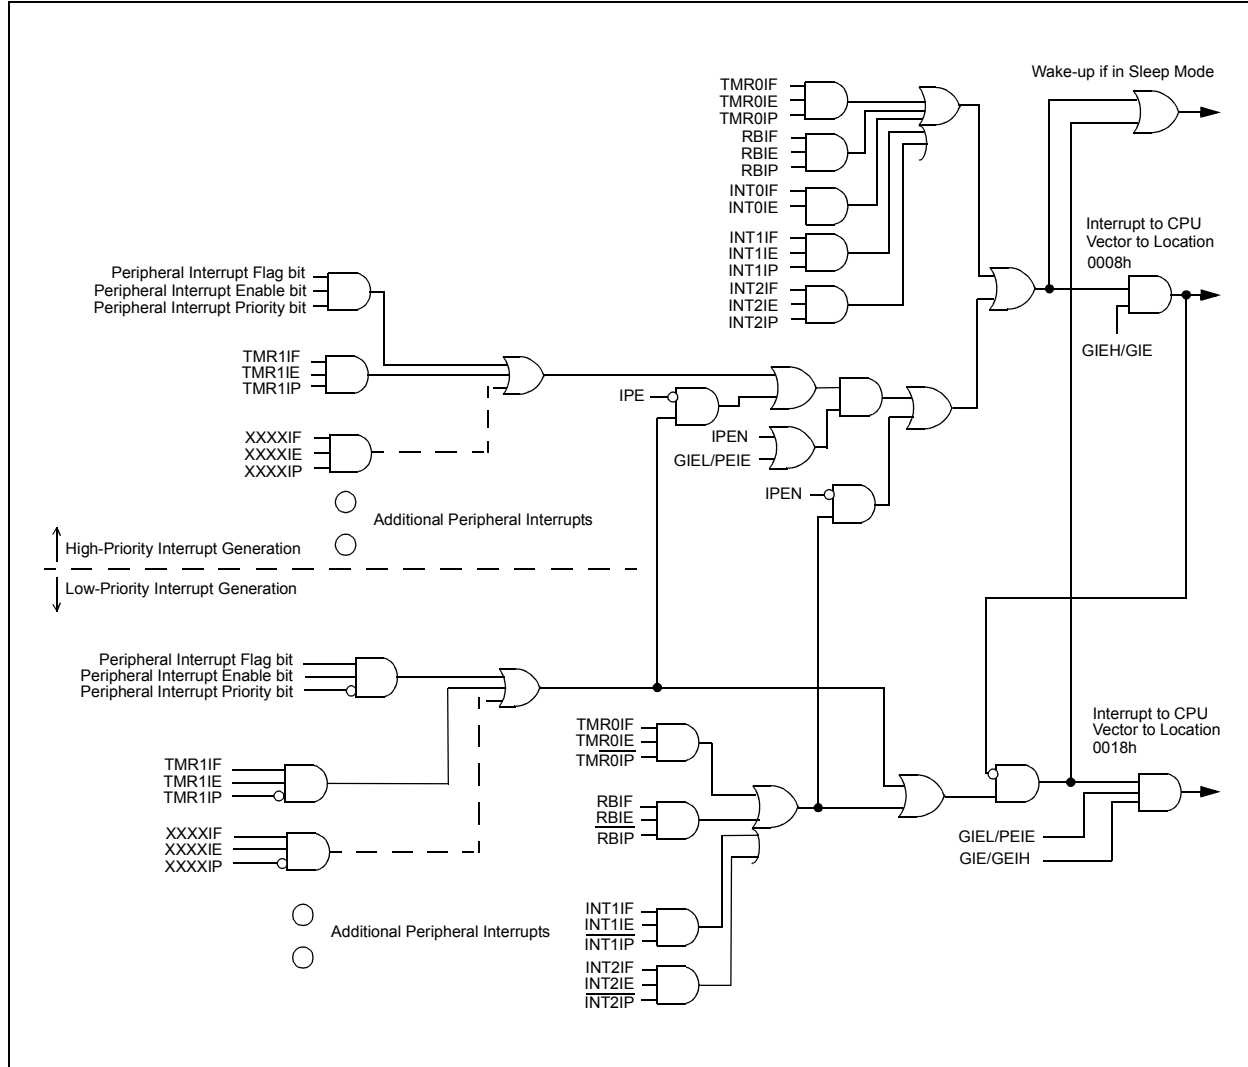 Wake-up if in Sleep Mode
TMR0IF
TMR0IE
TMR0IP
RBIF
RBIE
RBIP
INT0IF
INT0IE
INT1IF
INT1IE
INT1IP
INT2IF
INT2IE
INT2IP
Interrupt to CPU
Vector to Location
0008h
GIEH/GIE
Peripheral Interrupt Flag bit
Peripheral Interrupt Enable bit
Peripheral Interrupt Priority bit
TMR1IF
TMR1IE
TMR1IP
XXXXIF
XXXXIE
XXXXIP
IPE
IPEN
GIEL/PEIE
IPEN
Additional Peripheral Interrupts
High-Priority Interrupt Generation
Low-Priority Interrupt Generation
Peripheral Interrupt Flag bit
Peripheral Interrupt Enable bit
Peripheral Interrupt Priority bit
TMR1IF
TMR1IE
TMR1IP
XXXXIF
XXXXIE
XXXXIP
Additional Peripheral Interrupts
TMR0IF
TMR0IE
TMR0IP
RBIF
RBIE
RBIP
INT1IF
INT1IE
INT1IP
INT2IF
INT2IE
INT2IP
Interrupt to CPU
Vector to Location
0018h
GIEL/PEIE
GIE/GEIH